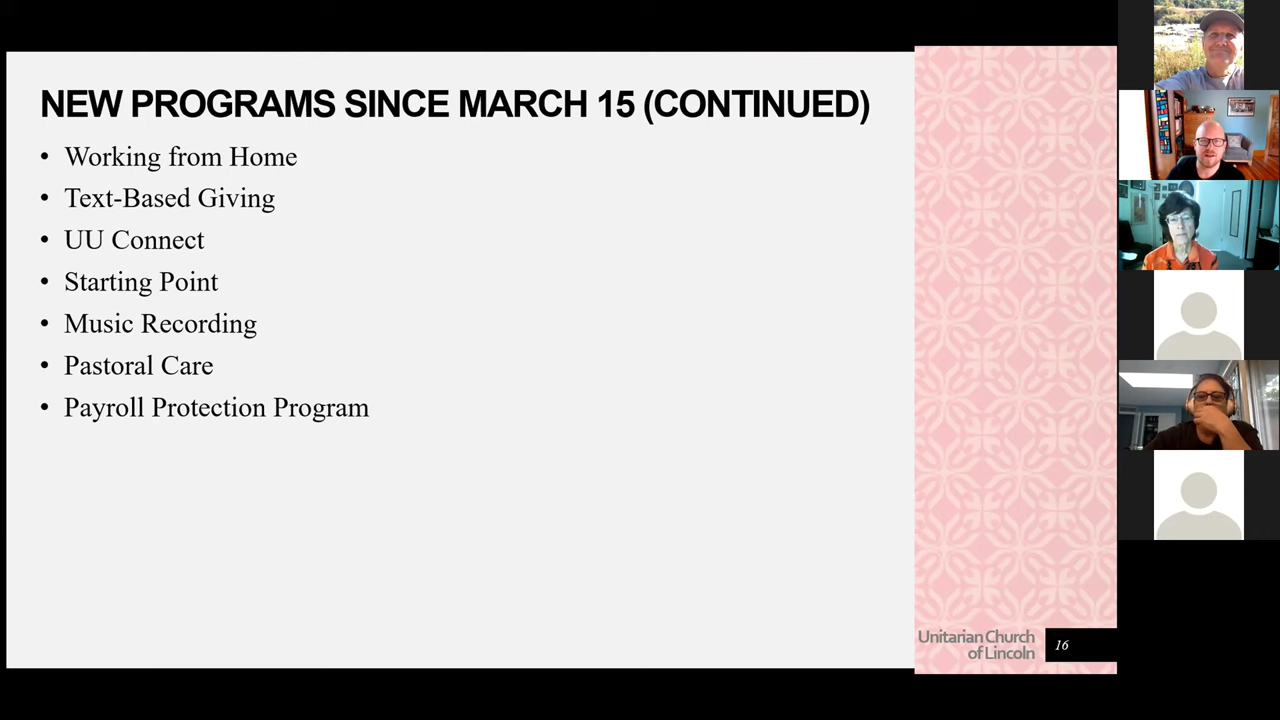 NEW PROGRAMS SINCE MARCH 15 (CONTINUED)
• Working from Home
• Text-Based Giving
• UU Connect
• Starting Point
• Music Recording
• Pastoral Care
• Payroll Protection Program
Unitarian Church
of Lincoln
16